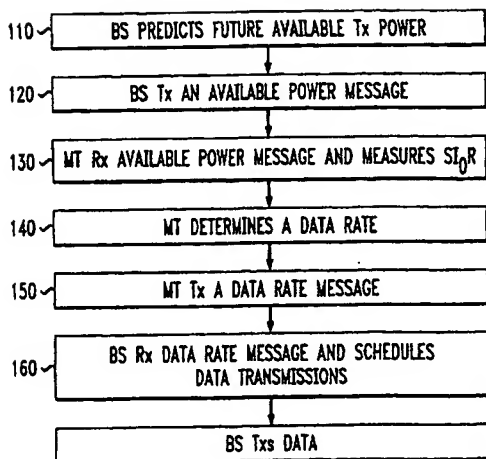 110 BS PREDICTS FUTURE AVAILABLE Tx POWER
120 BS Tx AN AVAILABLE POWER MESSAGE
130 MT Rx AVAILABLE POWER MESSAGE AND MEASURES SI₀R
140 MT DETERMINES A DATA RATE
150 MT Tx A DATA RATE MESSAGE
160 BS Rx DATA RATE MESSAGE AND SCHEDULES
DATA TRANSMISSIONS
BS Txs DATA